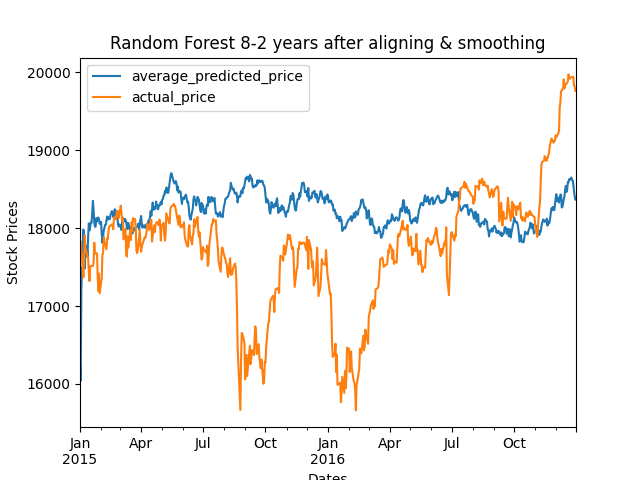 Random Forest 8-2 years after aligning & smoothing
average_predicted_price
actual_price
Stock Prices
20000
19000
18000
17000
16000
Jan Apr Jul Oct Jan Apr Jul Oct
2015 2016
Dates